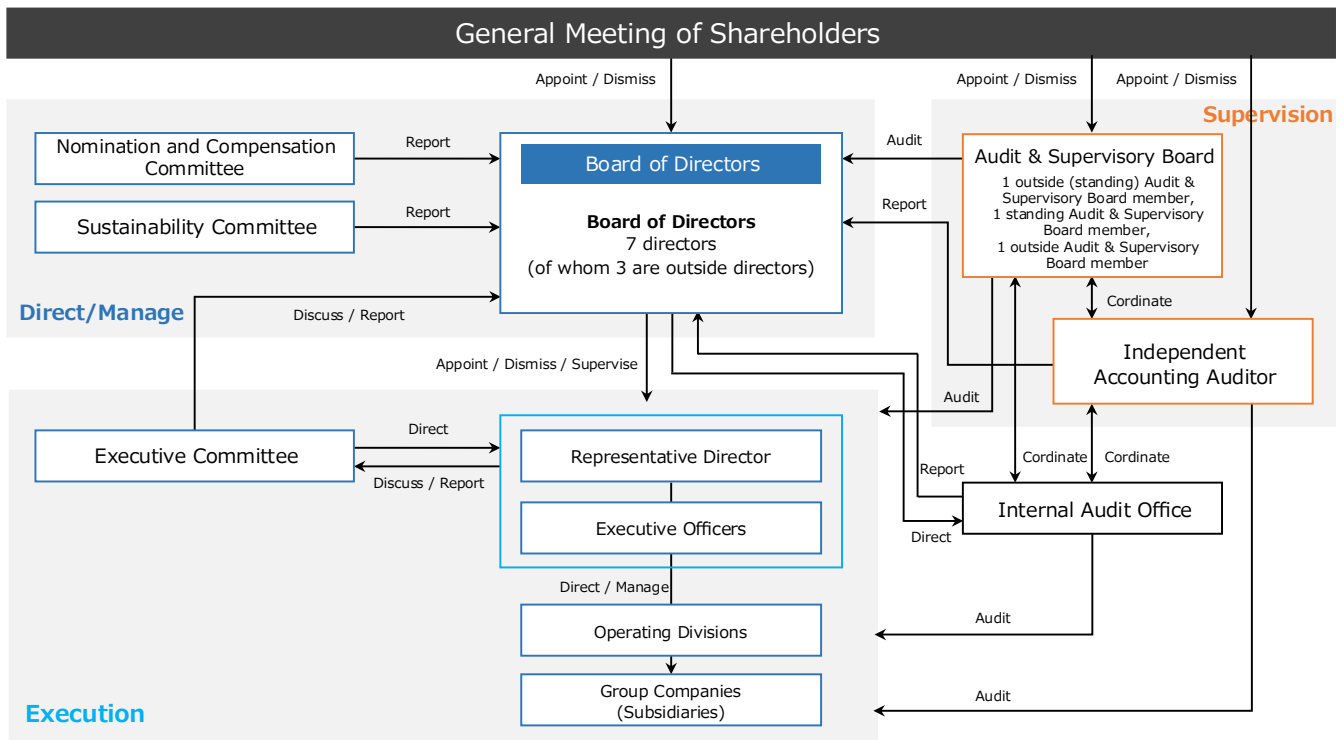 General Meeting of Shareholders
Appoint / Dismiss
Appoint / Dismiss
Appoint / Dismiss
Supervision
Nomination and Compensation
Committee
Report
Board of Directors
Audit
Audit & Supervisory Board
1 outside (standing) Audit &
Supervisory Board member,
1 standing Audit & Supervisory
Board member,
1 outside Audit & Supervisory
Board member
Sustainability Committee
Report
Board of Directors
7 directors
(of whom 3 are outside directors)
Report
Direct/Manage
Discuss / Report
Cordinate
Appoint / Dismiss / Supervise
Independent
Accounting Auditor
Audit
Executive Committee
Direct
Discuss / Report
Representative Director
Executive Officers
Report
Cordinate
Cordinate
Internal Audit Office
Direct
Direct / Manage
Operating Divisions
Audit
Group Companies
(Subsidiaries)
Audit
Execution